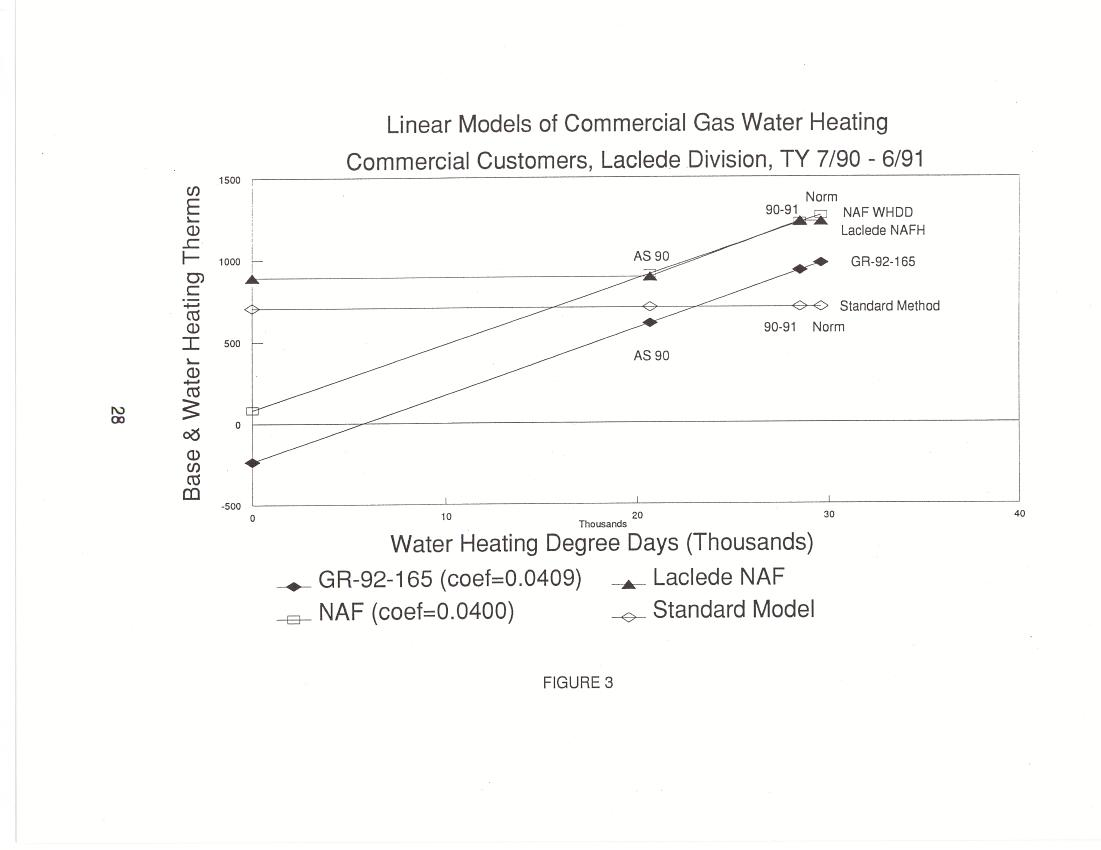 Linear Models of Commercial Gas Water Heating
Commercial Customers, Laclede Division, TY 7/90 - 6/91
Base & Water Heating Therms
1500
1000
500
0
-500
Norm
90-91
NAF WHDD
Laclede NAFH
AS 90
GR-92-165
Standard Method
90-91 Norm
AS 90
0 10 20 30 40
Thousands
Water Heating Degree Days (Thousands)
GR-92-165 (coef=0.0409) Laclede NAF
NAF (coef=0.0400) Standard Model
FIGURE 3
28